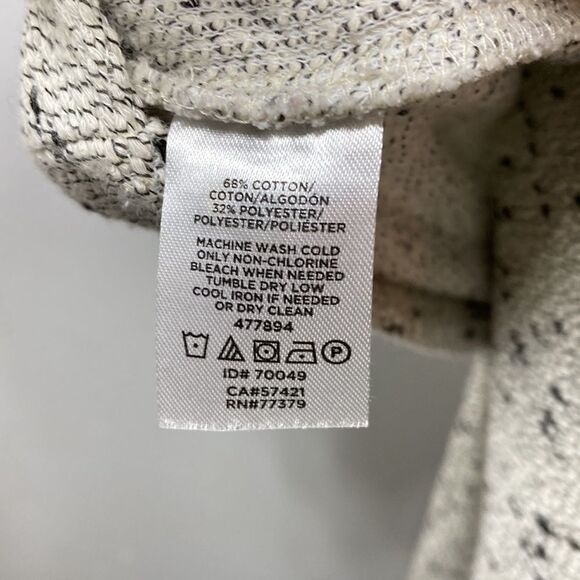 68% COTTON/
COTON/ALGODÓN
32% POLYESTER/
POLYESTER/POLIÉSTER
MACHINE WASH COLD
ONLY NON-CHLORINE
BLEACH WHEN NEEDED
TUMBLE DRY LOW
COOL IRON IF NEEDED
OR DRY CLEAN
477894
P
ID# 70049
CA#57421
RN#77379